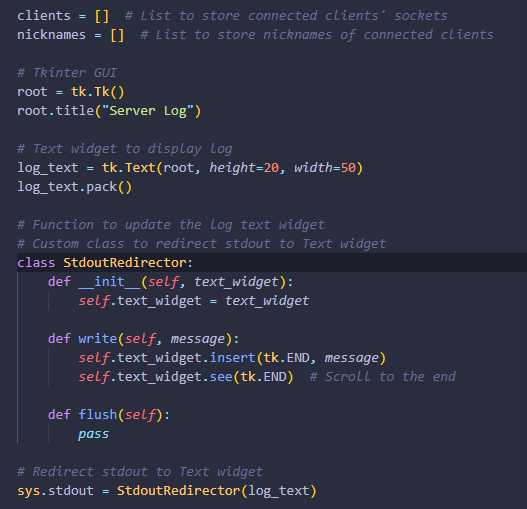 clients = []  # List to store connected clients' sockets
nicknames = []  # List to store nicknames of connected clients

# Tkinter GUI
root = tk.Tk()
root.title("Server Log")

# Text widget to display log
log_text = tk.Text(root, height=20, width=50)
log_text.pack()

# Function to update the log text widget
# Custom class to redirect stdout to Text widget
class StdoutRedirector:
    def __init__(self, text_widget):
        self.text_widget = text_widget

    def write(self, message):
        self.text_widget.insert(tk.END, message)
        self.text_widget.see(tk.END)  # Scroll to the end

    def flush(self):
        pass

# Redirect stdout to Text widget
sys.stdout = StdoutRedirector(log_text)